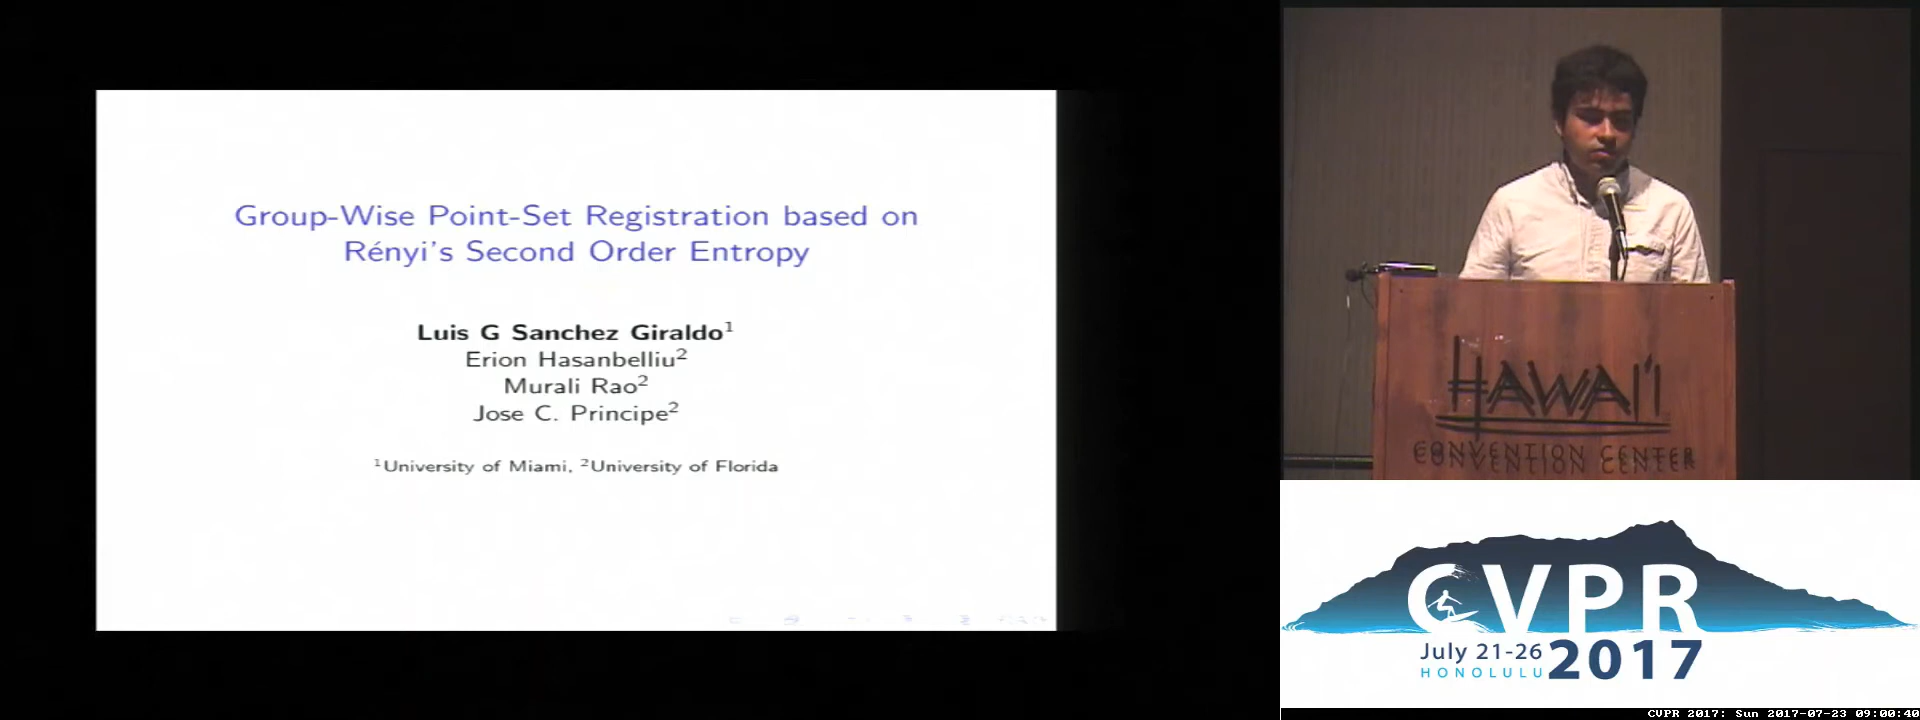 Group-Wise Point-Set Registration based on
Rényi's Second Order Entropy
Luis G Sanchez Giraldo¹
Erion Hasanbelliu²
Murali Rao²
Jose C. Principe²
¹University of Miami, ²University of Florida
HAWAI'I
CONVENTION CENTER
CVPR
July 21-26
HONOLULU
2017
CVPR 2017: Sun 2017-07-23 09:00:40